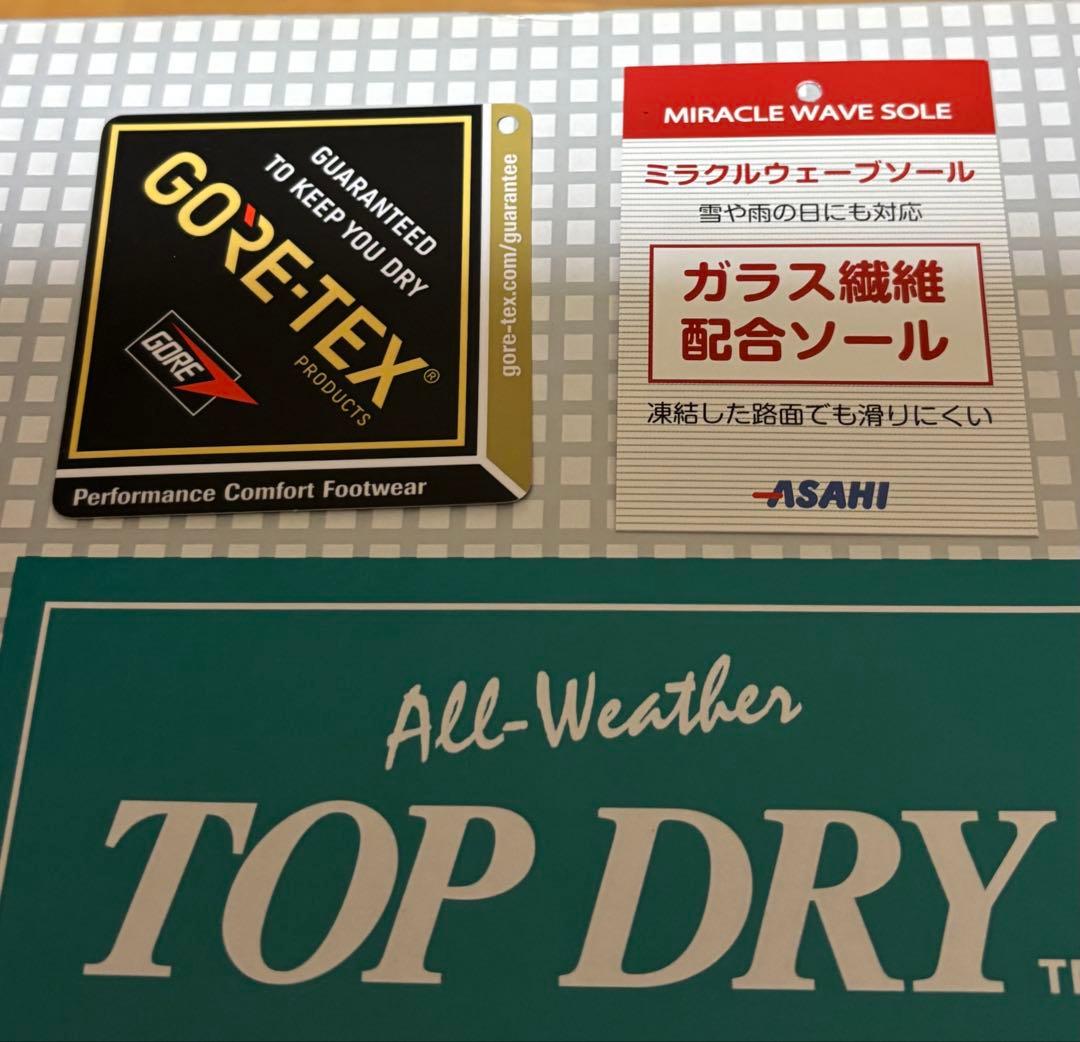 GUARANTEED
TO KEEP YOU DRY
GORE-TEX®
PRODUCTS
GORE
Performance Comfort Footwear
gore-tex.com/guarantee
MIRACLE WAVE SOLE
ミラクルウェーブソール
雪や雨の日にも対応
ガラス繊維
配合ソール
凍結した路面でも滑りにくい
ASAHI
All-Weather
TOP DRY